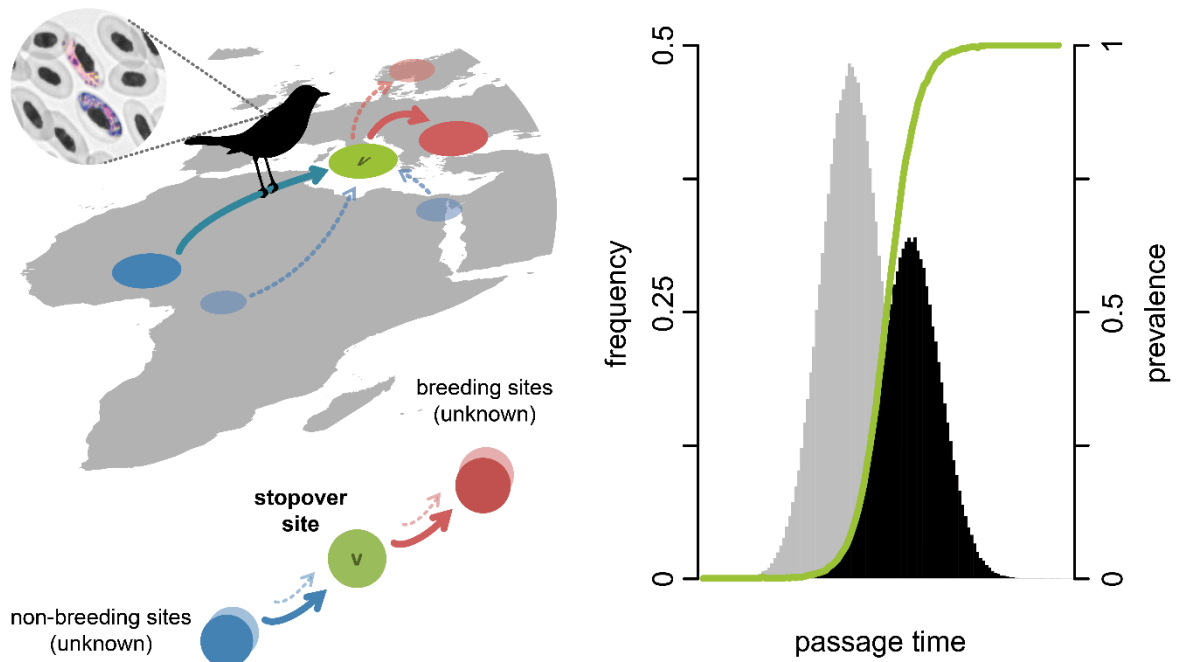 v
breeding sites
(unknown)
stopover
site
v
non-breeding sites
(unknown)
0.5
0.25
0
frequency
1
0.5
0
prevalence
passage time